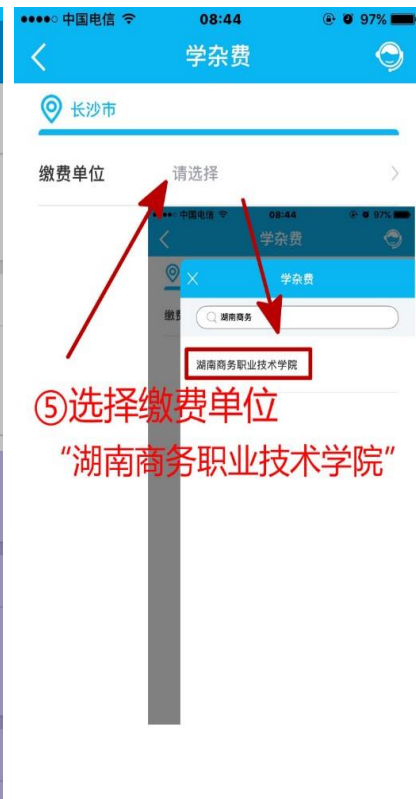 中国电信 08:44 97%
学杂费
长沙市
缴费单位 请选择
中国电信 08:44 97%
学杂费
缴费
学杂费
湖南商务
湖南商务职业技术学院
⑤选择缴费单位
“湖南商务职业技术学院”